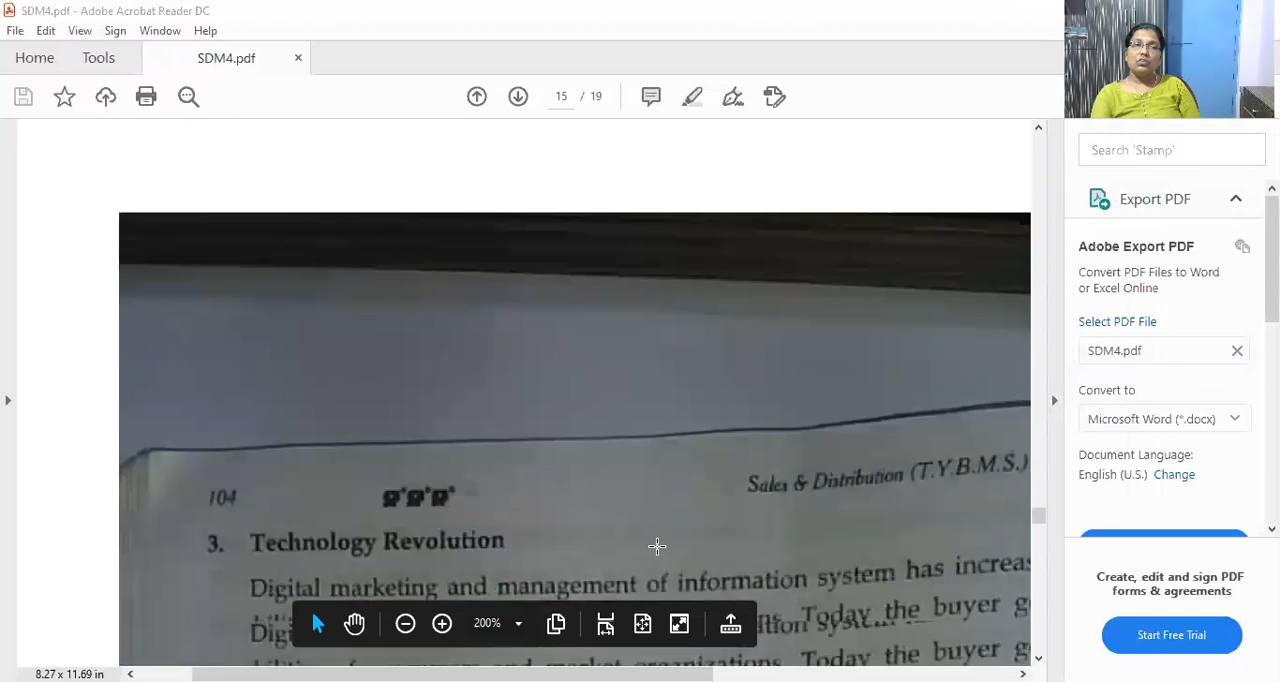 SDM4.pdf - Adobe Acrobat Reader DC
File Edit View Sign Window Help
Home Tools SDM4.pdf ×
15 / 19
Search 'Stamp'
Export PDF
Adobe Export PDF
Convert PDF Files to Word
or Excel Online
Select PDF File
SDM4.pdf
Convert to
Microsoft Word (*.docx)
Document Language:
English (U.S.) Change
Create, edit and sign PDF
forms & agreements
Start Free Trial
104
Sales & Distribution (T.Y.B.M.S.)
3. Technology Revolution
Digital marketing and management of information system has increas
Today the buyer g
and market organizations. Today the buyer g
200%
8.27 x 11.69 in